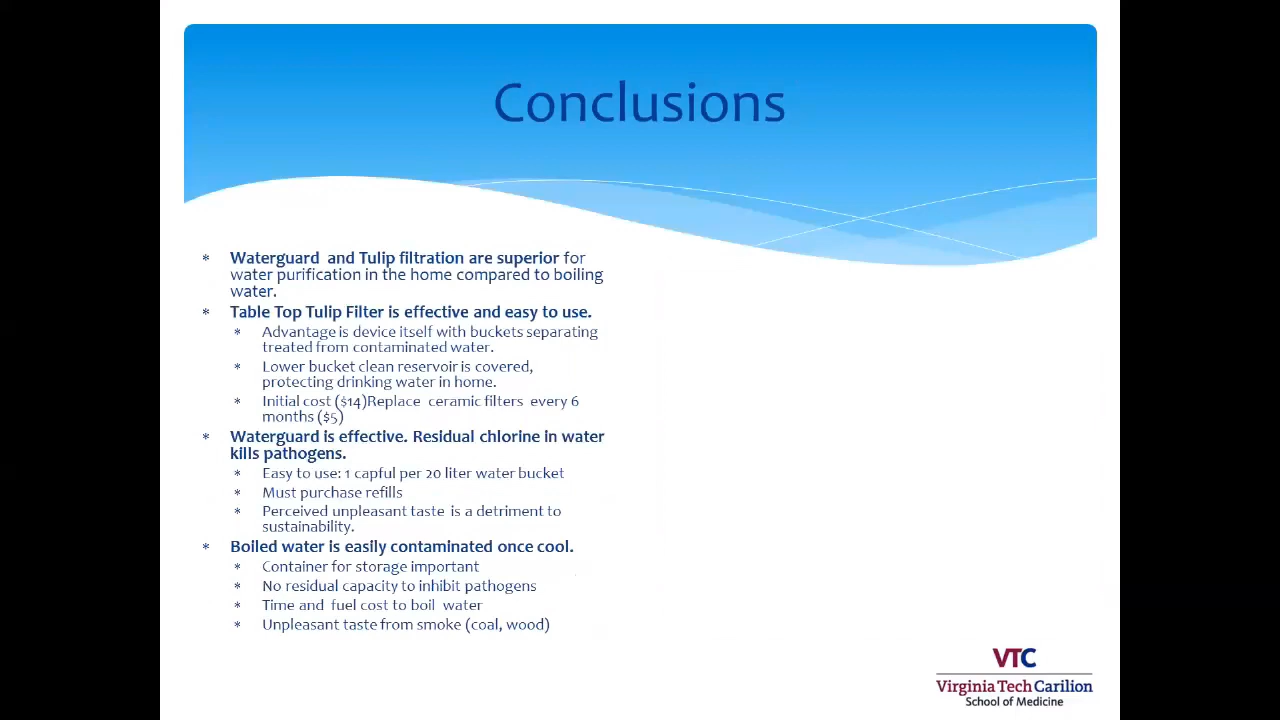 Conclusions
* Waterguard and Tulip filtration are superior for
water purification in the home compared to boiling
water.
* Table Top Tulip Filter is effective and easy to use.
* Advantage is device itself with buckets separating
treated from contaminated water.
* Lower bucket clean reservoir is covered,
protecting drinking water in home.
* Initial cost ($14)Replace ceramic filters every 6
months ($5)
* Waterguard is effective. Residual chlorine in water
kills pathogens.
* Easy to use: 1 capful per 20 liter water bucket
* Must purchase refills
* Perceived unpleasant taste is a detriment to
sustainability.
* Boiled water is easily contaminated once cool.
* Container for storage important
* No residual capacity to inhibit pathogens
* Time and fuel cost to boil water
* Unpleasant taste from smoke (coal, wood)
VTC
Virginia Tech Carilion
School of Medicine